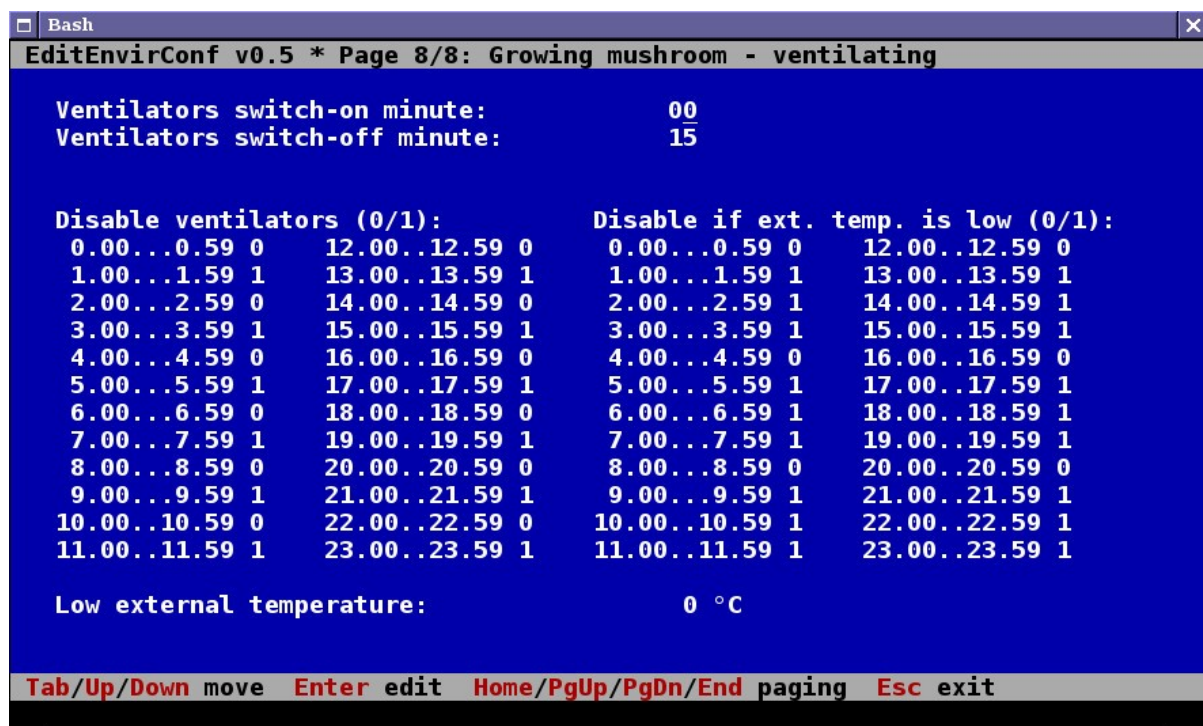 Bash
EditEnvirConf v0.5 * Page 8/8: Growing mushroom - ventilating
Ventilators switch-on minute: 00
Ventilators switch-off minute: 15
Disable ventilators (0/1): Disable if ext. temp. is low (0/1):
0.00...0.59 0 12.00..12.59 0 0.00...0.59 0 12.00..12.59 0
1.00...1.59 1 13.00..13.59 1 1.00...1.59 1 13.00..13.59 1
2.00...2.59 0 14.00..14.59 0 2.00...2.59 1 14.00..14.59 1
3.00...3.59 1 15.00..15.59 1 3.00...3.59 1 15.00..15.59 1
4.00...4.59 0 16.00..16.59 0 4.00...4.59 0 16.00..16.59 0
5.00...5.59 1 17.00..17.59 1 5.00...5.59 1 17.00..17.59 1
6.00...6.59 0 18.00..18.59 0 6.00...6.59 1 18.00..18.59 1
7.00...7.59 1 19.00..19.59 1 7.00...7.59 1 19.00..19.59 1
8.00...8.59 0 20.00..20.59 0 8.00...8.59 0 20.00..20.59 0
9.00...9.59 1 21.00..21.59 1 9.00...9.59 1 21.00..21.59 1
10.00..10.59 0 22.00..22.59 0 10.00..10.59 1 22.00..22.59 1
11.00..11.59 1 23.00..23.59 1 11.00..11.59 1 23.00..23.59 1
Low external temperature: 0 °C
Tab/Up/Down move Enter edit Home/PgUp/PgDn/End paging Esc exit